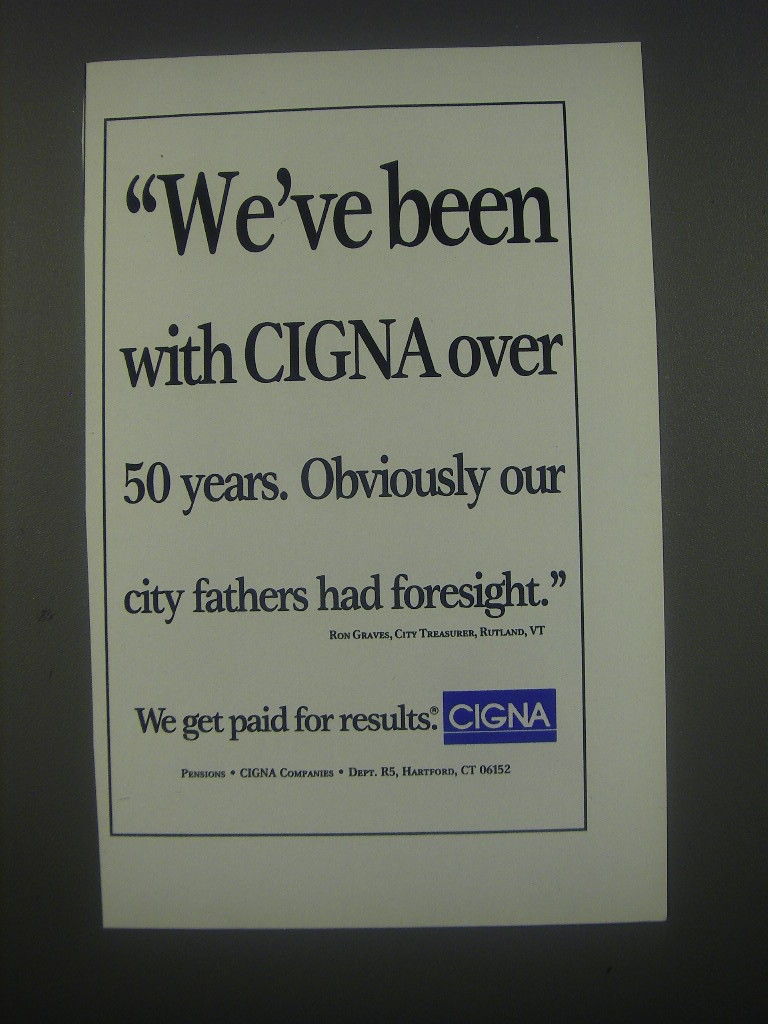 “We’ve been
with CIGNA over
50 years. Obviously our
city fathers had foresight.”
Ron Graves, City Treasurer, Rutland, VT
We get paid for results.® CIGNA
Pensions • CIGNA Companies • Dept. R5, Hartford, CT 06152